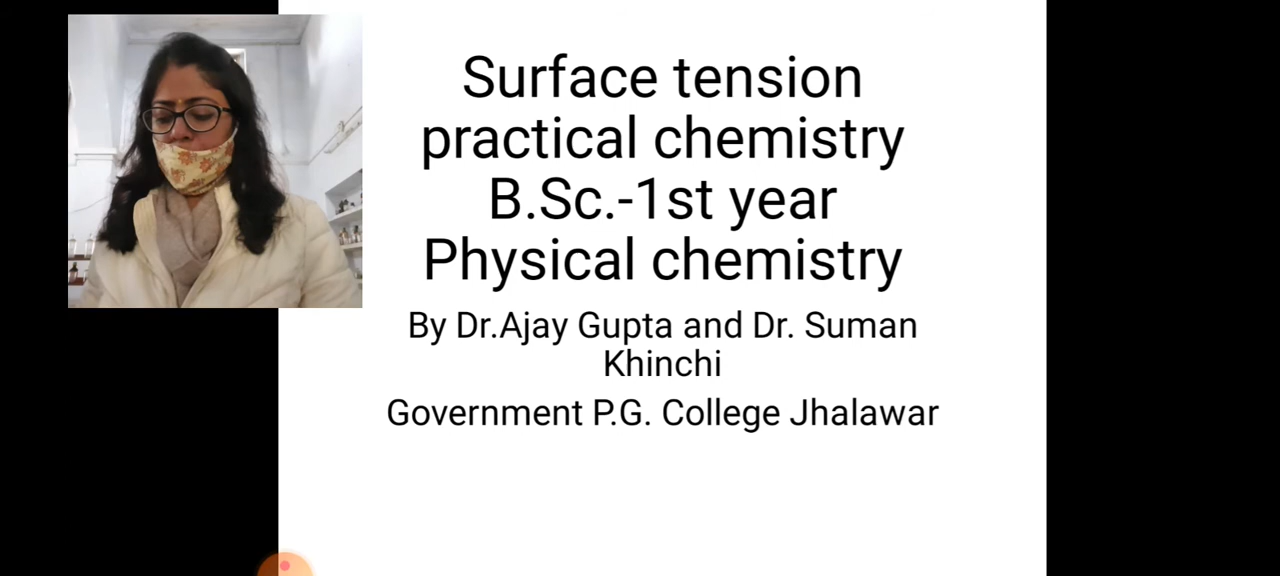 Surface tension
practical chemistry
B.Sc.-1st year
Physical chemistry
By Dr.Ajay Gupta and Dr. Suman
Khinchi
Government P.G. College Jhalawar